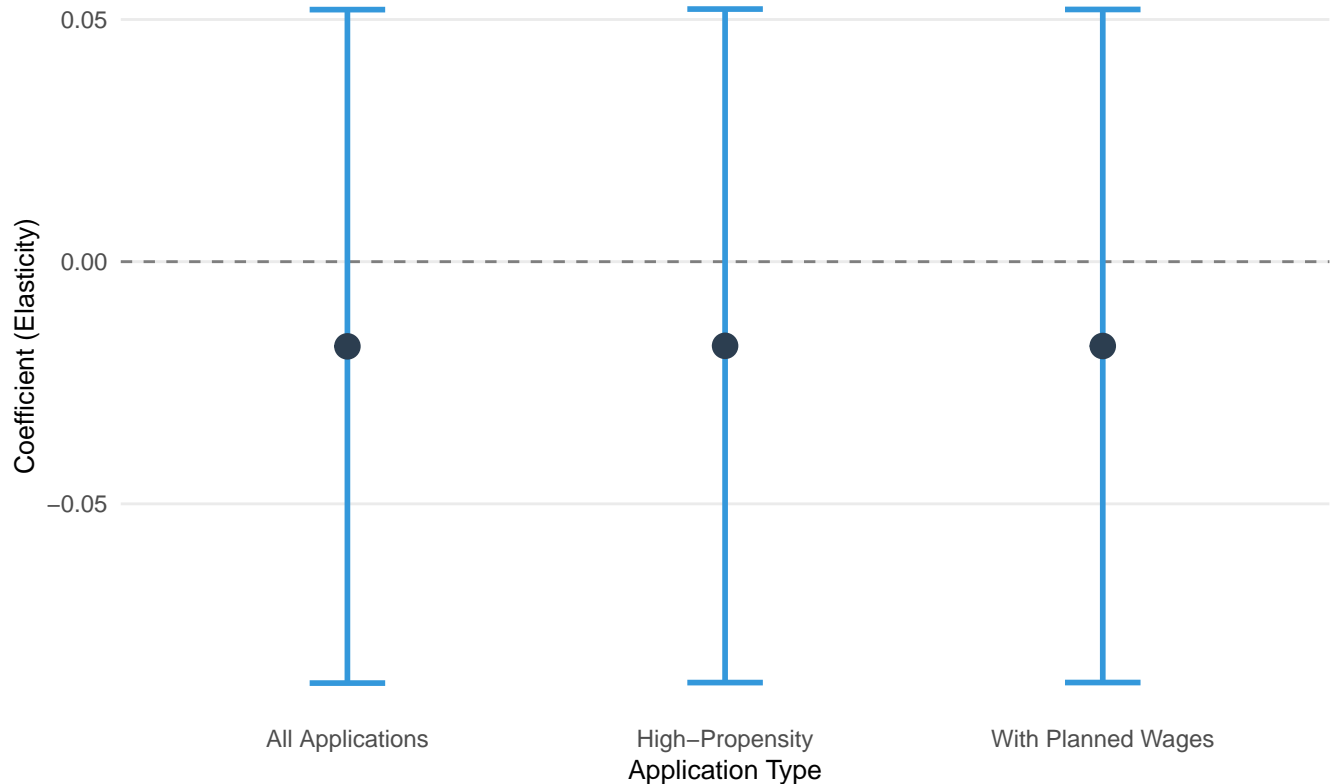 Coefficient (Elasticity)
0.05
0.00
−0.05
All Applications
High−Propensity
With Planned Wages
Application Type